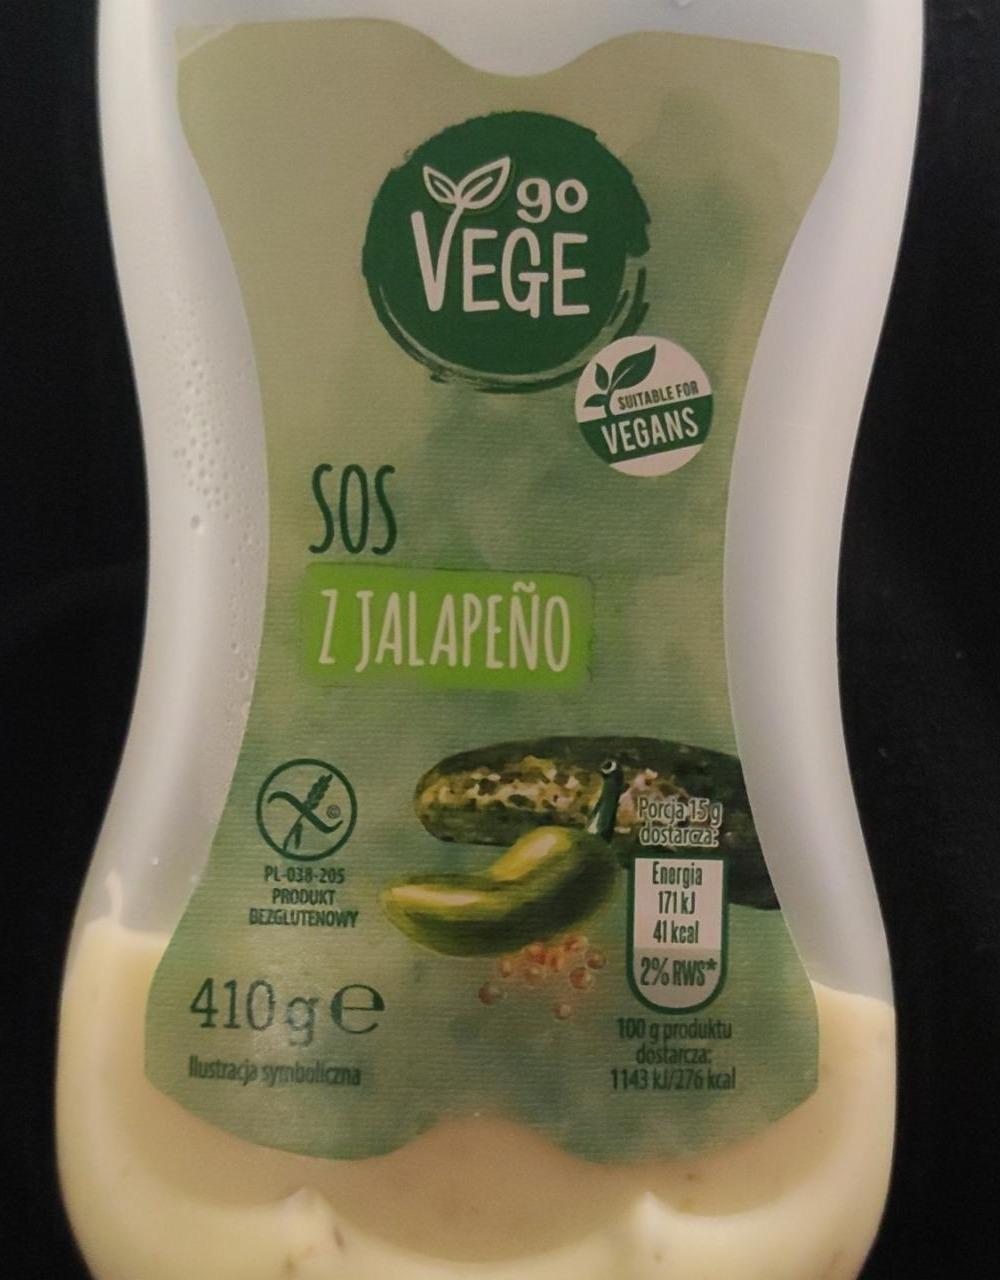 go
VEGE
SUITABLE FOR
VEGANS
SOS
Z JALAPEÑO
Porcja 15 g
dostarcza:
Energia
171 kJ
41 kcal
2% RWS*
©
PL-038-205
PRODUKT
BEZGLUTENOWY
410 g e
Ilustracja symboliczna
100 g produktu
dostarcza:
1143 kJ/276 kcal